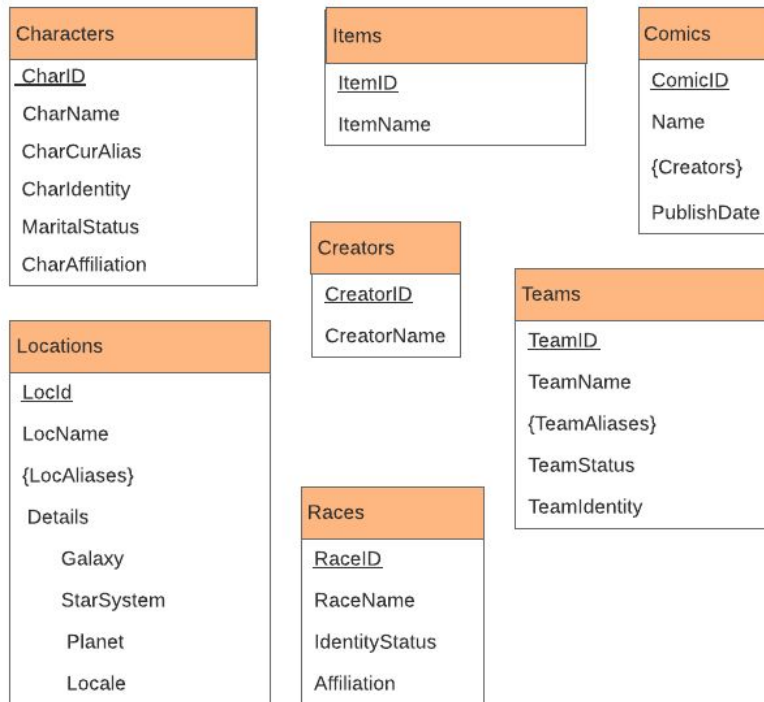 Characters
CharID
CharName
CharCurAlias
CharIdentity
MaritalStatus
CharAffiliation
Items
ItemID
ItemName
Comics
ComicID
Name
{Creators}
PublishDate
Creators
CreatorID
CreatorName
Teams
TeamID
TeamName
{TeamAliases}
TeamStatus
TeamIdentity
Locations
LocId
LocName
{LocAliases}
Details
Galaxy
StarSystem
Planet
Locale
Races
RaceID
RaceName
IdentityStatus
Affiliation